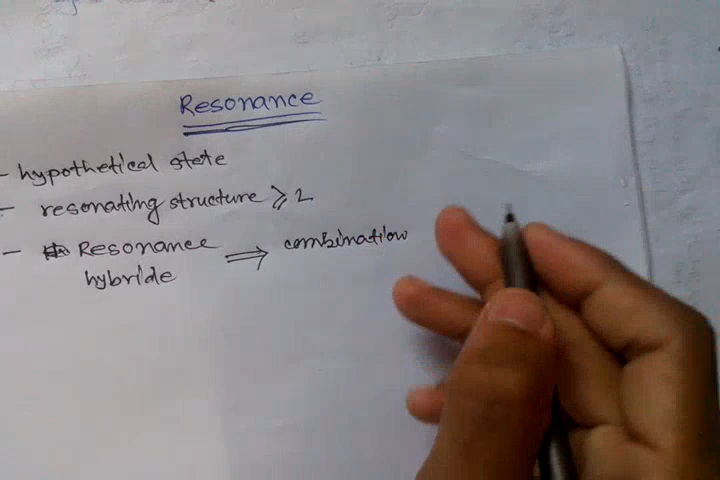 Resonance
- hypothetical state
- resonating structure ≥ 2
- Resonance ⇒ combination
hybride